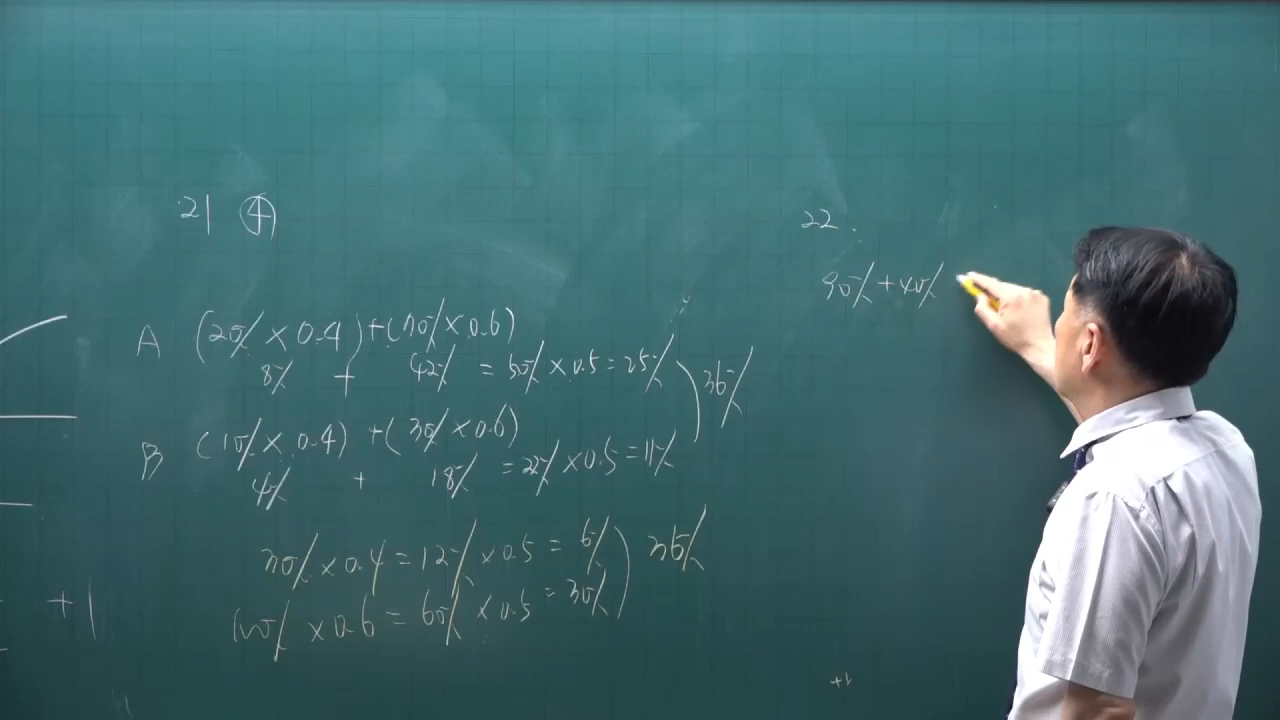 21 ④
A (20% × 0.4) + (70% × 0.6)
8% + 42% = 50% × 0.5 = 25%
36%
B (10% × 0.4) + (30% × 0.6)
4% + 18% = 22% × 0.5 = 11%
30% × 0.4 = 12% × 0.5 = 6%
36%
100% × 0.6 = 60% × 0.5 = 30%
+1
22.
90% + 40%
+1